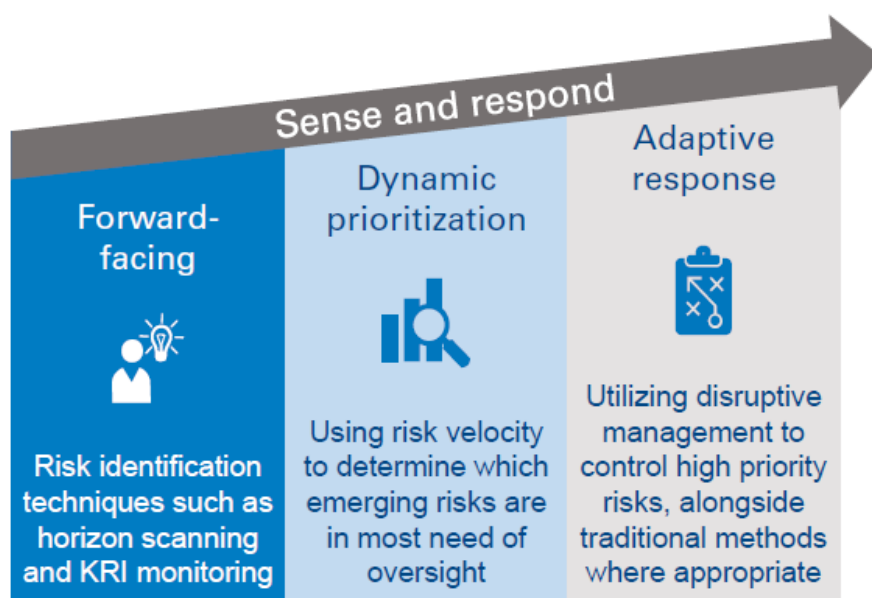 Sense and respond
Forward-
facing
Risk identification
techniques such as
horizon scanning
and KRI monitoring
Dynamic
prioritization
Using risk velocity
to determine which
emerging risks are
in most need of
oversight
Adaptive
response
Utilizing disruptive
management to
control high priority
risks, alongside
traditional methods
where appropriate